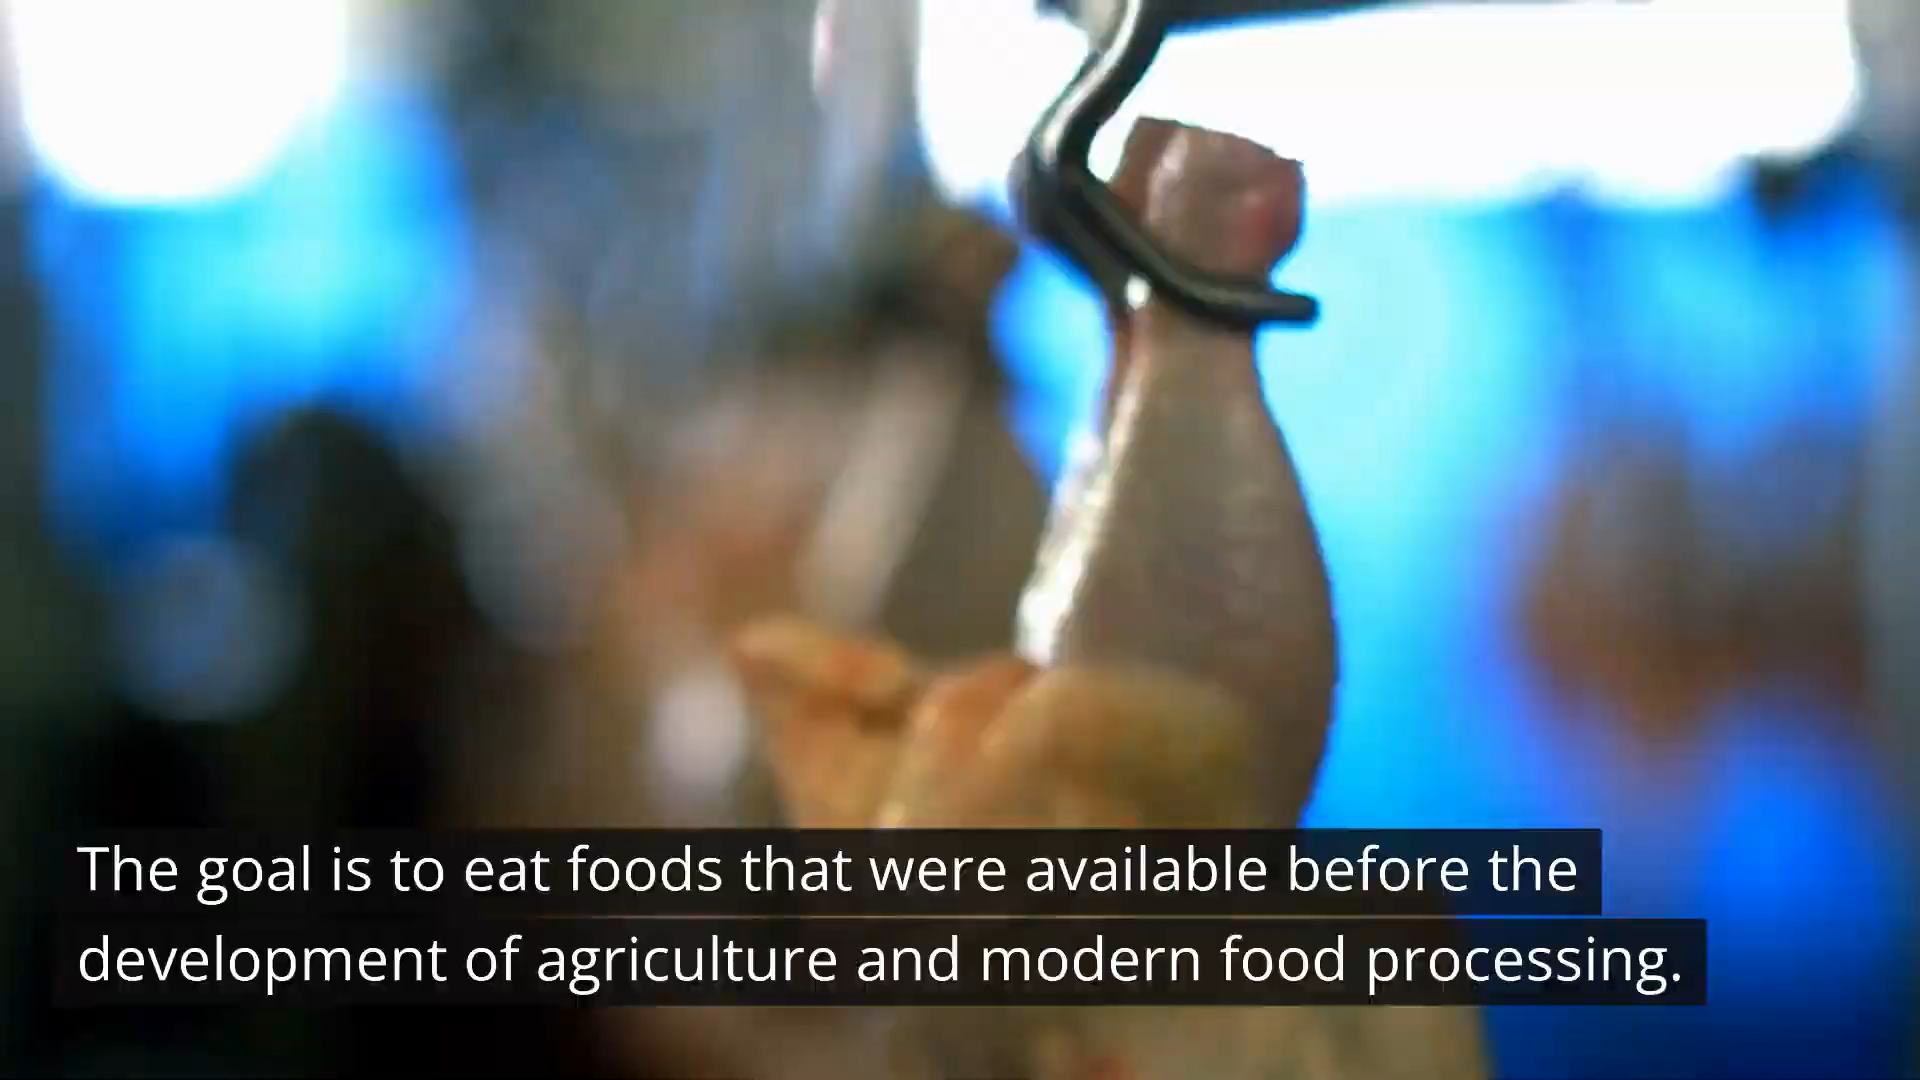 The goal is to eat foods that were available before the
development of agriculture and modern food processing.